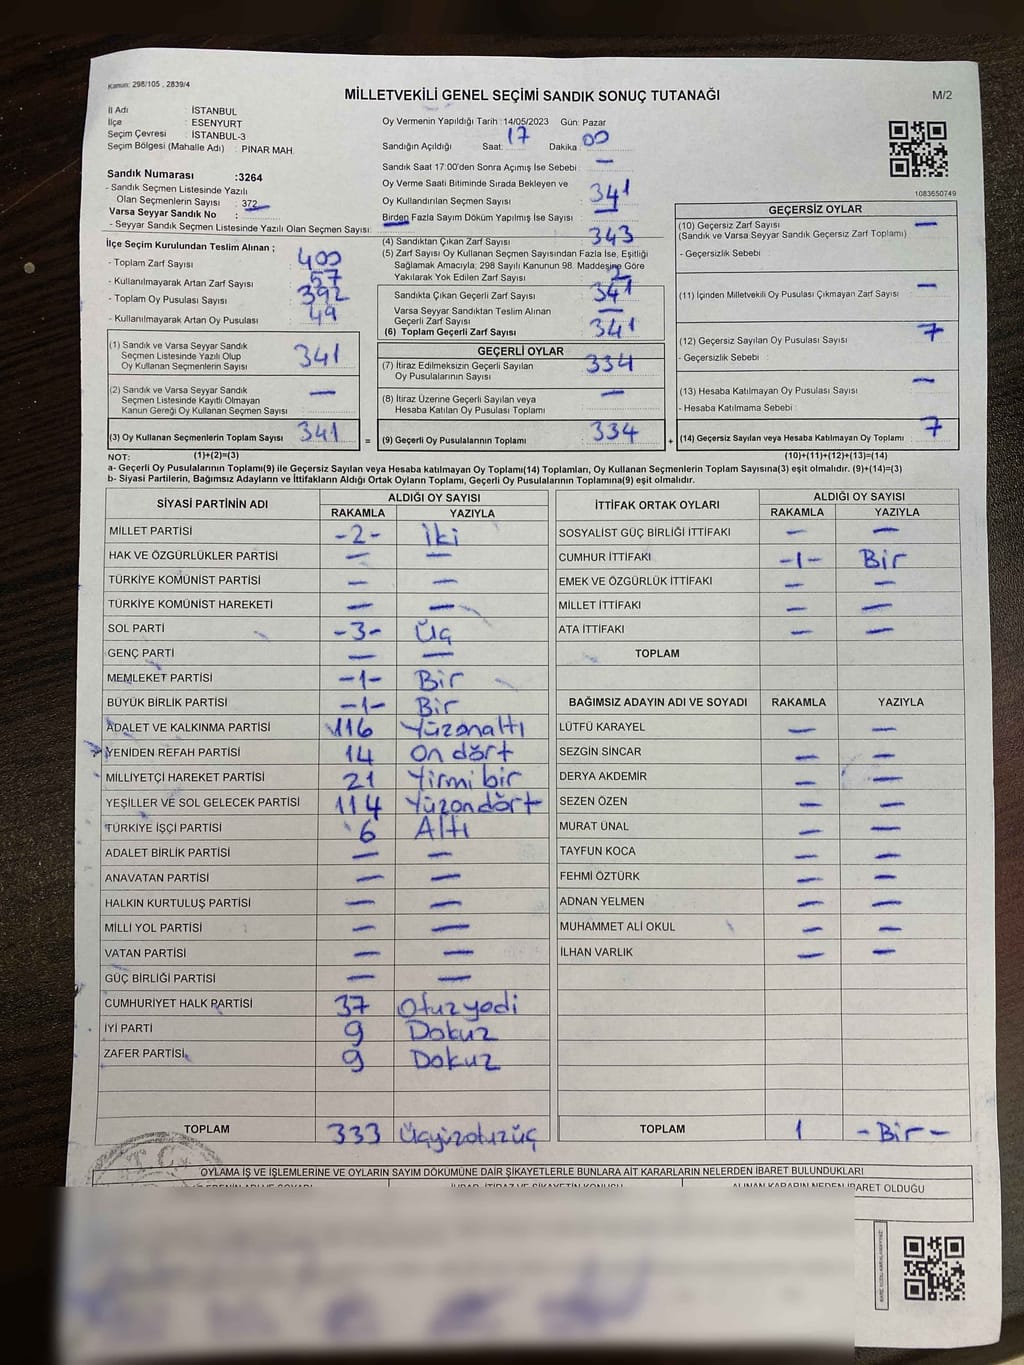 Kanun: 298/105 , 2839/4
MİLLETVEKİLİ GENEL SEÇİMİ SANDIK SONUÇ TUTANAĞI
M/2
İl Adı : İSTANBUL
İlçe : ESENYURT
Seçim Çevresi : İSTANBUL-3
Seçim Bölgesi (Mahalle Adı) : PINAR MAH.
Oy Vermenin Yapıldığı Tarih :14/05/2023 Gün: Pazar
Sandığın Açıldığı Saat: 17 Dakika 00
Sandık Saat 17:00'den Sonra Açımış İse Sebebi : —
Oy Verme Saati Bitiminde Sırada Bekleyen ve
Oy Kullandırılan Seçmen Sayısı : 341
Birden Fazla Sayım Döküm Yapılmış İse Sayısı : —
1083650749
Sandık Numarası :3264
- Sandık Seçmen Listesinde Yazılı
Olan Seçmenlerin Sayısı : 372
Varsa Seyyar Sandık No :
- Seyyar Sandık Seçmen Listesinde Yazılı Olan Seçmen Sayısı: —
İlçe Seçim Kurulundan Teslim Alınan ;
- Toplam Zarf Sayısı : 400
- Kullanılmayarak Artan Zarf Sayısı : 57
- Toplam Oy Pusulası Sayısı : 392
- Kullanılmayarak Artan Oy Pusulası : 49
(4) Sandıktan Çıkan Zarf Sayısı : 343
(5) Zarf Sayısı Oy Kullanan Seçmen Sayısından Fazla İse, Eşitliği
Sağlamak Amacıyla; 298 Sayılı Kanunun 98. Maddesine Göre
Yakılarak Yok Edilen Zarf Sayısı : 2
Sandıkta Çıkan Geçerli Zarf Sayısı : 341
Varsa Seyyar Sandıktan Teslim Alınan
Geçerli Zarf Sayısı : —
(6) Toplam Geçerli Zarf Sayısı : 341
GEÇERSİZ OYLAR
(10) Geçersiz Zarf Sayısı : —
(Sandık ve Varsa Seyyar Sandık Geçersiz Zarf Toplamı)
- Geçersizlik Sebebi :
(11) İçinden Milletvekili Oy Pusulası Çıkmayan Zarf Sayısı : —
(12) Geçersiz Sayılan Oy Pusulası Sayısı : 7
- Geçersizlik Sebebi :
(13) Hesaba Katılmayan Oy Pusulası Sayısı : —
- Hesaba Katılmama Sebebi :
(14) Geçersiz Sayılan veya Hesaba Katılmayan Oy Toplamı : 7
(1) Sandık ve Varsa Seyyar Sandık
Seçmen Listesinde Yazılı Olup
Oy Kullanan Seçmenlerin Sayısı : 341
(2) Sandık ve Varsa Seyyar Sandık
Seçmen Listesinde Kayıtlı Olmayan
Kanun Gereği Oy Kullanan Seçmen Sayısı : —
(3) Oy Kullanan Seçmenlerin Toplam Sayısı : 341
=
GEÇERLİ OYLAR
(7) İtiraz Edilmeksizin Geçerli Sayılan
Oy Pusulalarının Sayısı : 334
(8) İtiraz Üzerine Geçerli Sayılan veya
Hesaba Katılan Oy Pusulası Toplamı : —
(9) Geçerli Oy Pusulalarının Toplamı : 334
+
NOT: (1)+(2)=(3) (10)+(11)+(12)+(13)=(14)
a- Geçerli Oy Pusulalarının Toplamı(9) ile Geçersiz Sayılan veya Hesaba katılmayan Oy Toplamı(14) Toplamları, Oy Kullanan Seçmenlerin Toplam Sayısına(3) eşit olmalıdır. (9)+(14)=(3)
b- Siyasi Partilerin, Bağımsız Adayların ve İttifakların Aldığı Ortak Oyların Toplamı, Geçerli Oy Pusulalarının Toplamına(9) eşit olmalıdır.
SİYASİ PARTİNİN ADI ALDIĞI OY SAYISI
RAKAMLA YAZIYLA
MİLLET PARTİSİ -2- İki
HAK VE ÖZGÜRLÜKLER PARTİSİ — —
TÜRKİYE KOMÜNİST PARTİSİ — —
TÜRKİYE KOMÜNİST HAREKETİ — —
SOL PARTİ -3- Üç
GENÇ PARTİ — —
MEMLEKET PARTİSİ -1- Bir
BÜYÜK BİRLİK PARTİSİ -1- Bir
ADALET VE KALKINMA PARTİSİ 116 Yüzonaltı
YENİDEN REFAH PARTİSİ 14 On dört
MİLLİYETÇİ HAREKET PARTİSİ 21 Yirmi bir
YEŞİLLER VE SOL GELECEK PARTİSİ 114 Yüzondört
TÜRKİYE İŞÇİ PARTİSİ 6 Altı
ADALET BİRLİK PARTİSİ — —
ANAVATAN PARTİSİ — —
HALKIN KURTULUŞ PARTİSİ — —
MİLLİ YOL PARTİSİ — —
VATAN PARTİSİ — —
GÜÇ BİRLİĞİ PARTİSİ — —
CUMHURİYET HALK PARTİSİ 37 Otuzyedi
İYİ PARTİ 9 Dokuz
ZAFER PARTİSİ 9 Dokuz
TOPLAM 333 Üçyüzotuzüç
İTTİFAK ORTAK OYLARI ALDIĞI OY SAYISI
RAKAMLA YAZIYLA
SOSYALİST GÜÇ BİRLİĞİ İTTİFAKI — —
CUMHUR İTTİFAKI -1- Bir
EMEK VE ÖZGÜRLÜK İTTİFAKI — —
MİLLET İTTİFAKI — —
ATA İTTİFAKI — —
TOPLAM
BAĞIMSIZ ADAYIN ADI VE SOYADI RAKAMLA YAZIYLA
LÜTFÜ KARAYEL — —
SEZGİN SİNCAR — —
DERYA AKDEMİR — —
SEZEN ÖZEN — —
MURAT ÜNAL — —
TAYFUN KOCA — —
FEHMİ ÖZTÜRK — —
ADNAN YELMEN — —
MUHAMMET ALİ OKUL — —
İLHAN VARLIK — —
TOPLAM 1 -Bir-
T.C.
OYLAMA İŞ VE İŞLEMLERİNE VE OYLARIN SAYIM DÖKÜMÜNE DAİR ŞİKAYETLERLE BUNLARA AİT KARARLARIN NELERDEN İBARET BULUNDUKLARI
ALINAN KARARIN NEDEN İBARET OLDUĞU